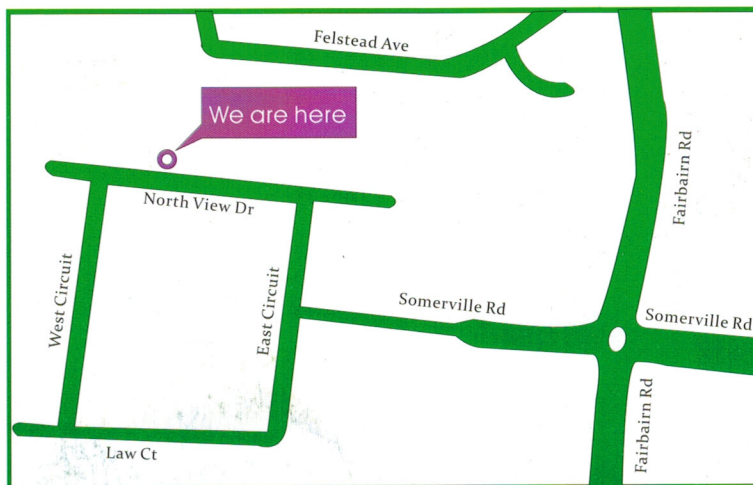 Felstead Ave
We are here
Fairbairn Rd
North View Dr
West Circuit
East Circuit
Somerville Rd
Somerville Rd
Fairbairn Rd
Law Ct